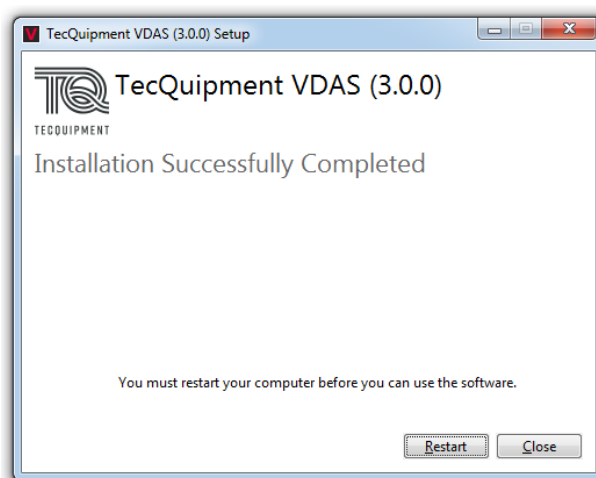 TecQuipment VDAS (3.0.0) Setup
TQ TecQuipment VDAS (3.0.0)
TECQUIPMENT
Installation Successfully Completed
You must restart your computer before you can use the software.
Restart Close